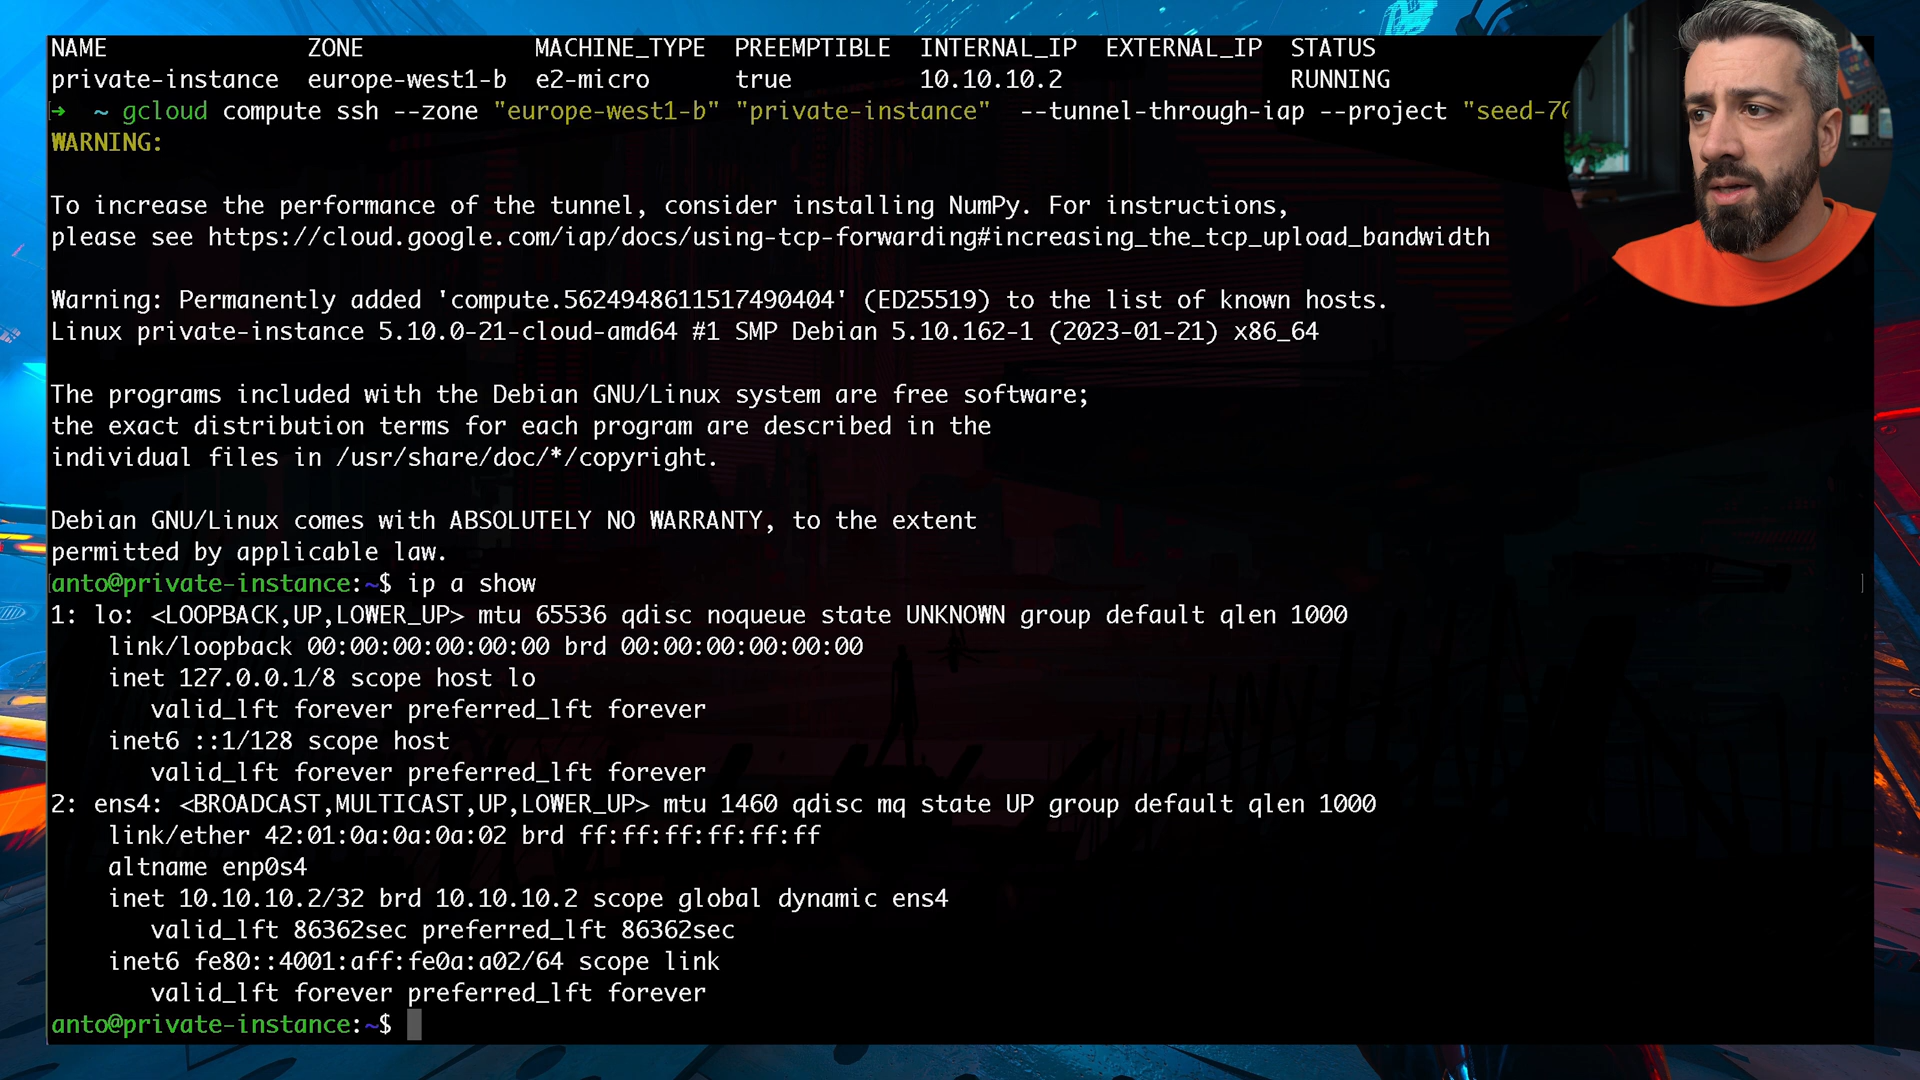 NAME ZONE MACHINE_TYPE PREEMPTIBLE INTERNAL_IP EXTERNAL_IP STATUS
private-instance europe-west1-b e2-micro true 10.10.10.2 RUNNING
→ ~ gcloud compute ssh --zone "europe-west1-b" "private-instance" --tunnel-through-iap --project "seed-70
WARNING:
To increase the performance of the tunnel, consider installing NumPy. For instructions,
please see https://cloud.google.com/iap/docs/using-tcp-forwarding#increasing_the_tcp_upload_bandwidth
Warning: Permanently added 'compute.5624948611517490404' (ED25519) to the list of known hosts.
Linux private-instance 5.10.0-21-cloud-amd64 #1 SMP Debian 5.10.162-1 (2023-01-21) x86_64
The programs included with the Debian GNU/Linux system are free software;
the exact distribution terms for each program are described in the
individual files in /usr/share/doc/*/copyright.
Debian GNU/Linux comes with ABSOLUTELY NO WARRANTY, to the extent
permitted by applicable law.
anto@private-instance:~$ ip a show
1: lo: <LOOPBACK,UP,LOWER_UP> mtu 65536 qdisc noqueue state UNKNOWN group default qlen 1000
link/loopback 00:00:00:00:00:00 brd 00:00:00:00:00:00
inet 127.0.0.1/8 scope host lo
valid_lft forever preferred_lft forever
inet6 ::1/128 scope host
valid_lft forever preferred_lft forever
2: ens4: <BROADCAST,MULTICAST,UP,LOWER_UP> mtu 1460 qdisc mq state UP group default qlen 1000
link/ether 42:01:0a:0a:0a:02 brd ff:ff:ff:ff:ff:ff
altname enp0s4
inet 10.10.10.2/32 brd 10.10.10.2 scope global dynamic ens4
valid_lft 86362sec preferred_lft 86362sec
inet6 fe80::4001:aff:fe0a:a02/64 scope link
valid_lft forever preferred_lft forever
anto@private-instance:~$